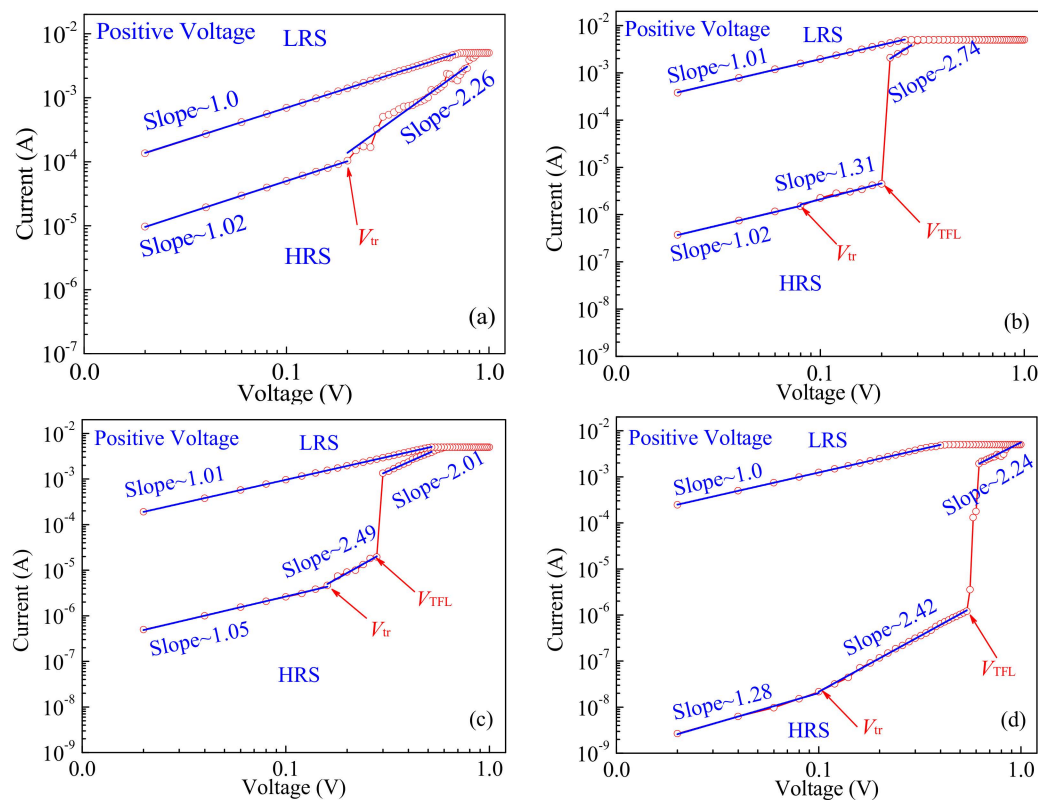 Positive Voltage
LRS
Slope~1.0
Slope~2.26
Slope~1.02
V_tr
HRS
(a)
10⁻²
10⁻³
10⁻⁴
10⁻⁵
10⁻⁶
10⁻⁷
Current (A)
0.0
0.1
1.0
Voltage (V)
Positive Voltage
LRS
Slope~1.01
Slope~2.74
Slope~1.31
Slope~1.02
V_TFL
V_tr
HRS
(b)
10⁻²
10⁻³
10⁻⁴
10⁻⁵
10⁻⁶
10⁻⁷
10⁻⁸
10⁻⁹
Current (A)
0.0
0.1
1.0
Voltage (V)
Positive Voltage
LRS
Slope~1.01
Slope~2.01
Slope~2.49
V_TFL
V_tr
Slope~1.05
HRS
(c)
10⁻²
10⁻³
10⁻⁴
10⁻⁵
10⁻⁶
10⁻⁷
10⁻⁸
10⁻⁹
Current (A)
0.0
0.1
1.0
Voltage (V)
Positive Voltage
LRS
Slope~1.0
Slope~2.24
Slope~2.42
V_TFL
Slope~1.28
V_tr
HRS
(d)
10⁻²
10⁻³
10⁻⁴
10⁻⁵
10⁻⁶
10⁻⁷
10⁻⁸
10⁻⁹
Current (A)
0.0
0.1
1.0
Voltage (V)